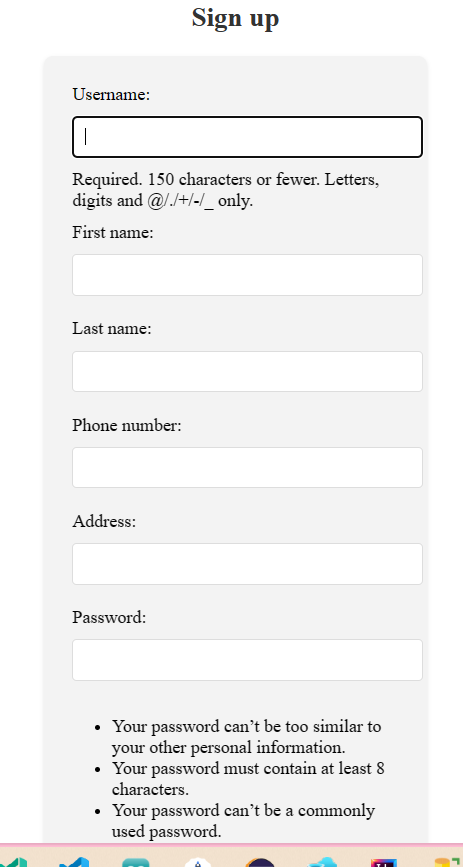 Sign up
Username:
Required. 150 characters or fewer. Letters,
digits and @/./+/-/_ only.
First name:
Last name:
Phone number:
Address:
Password:
Your password can’t be too similar to
your other personal information.
Your password must contain at least 8
characters.
Your password can’t be a commonly
used password.